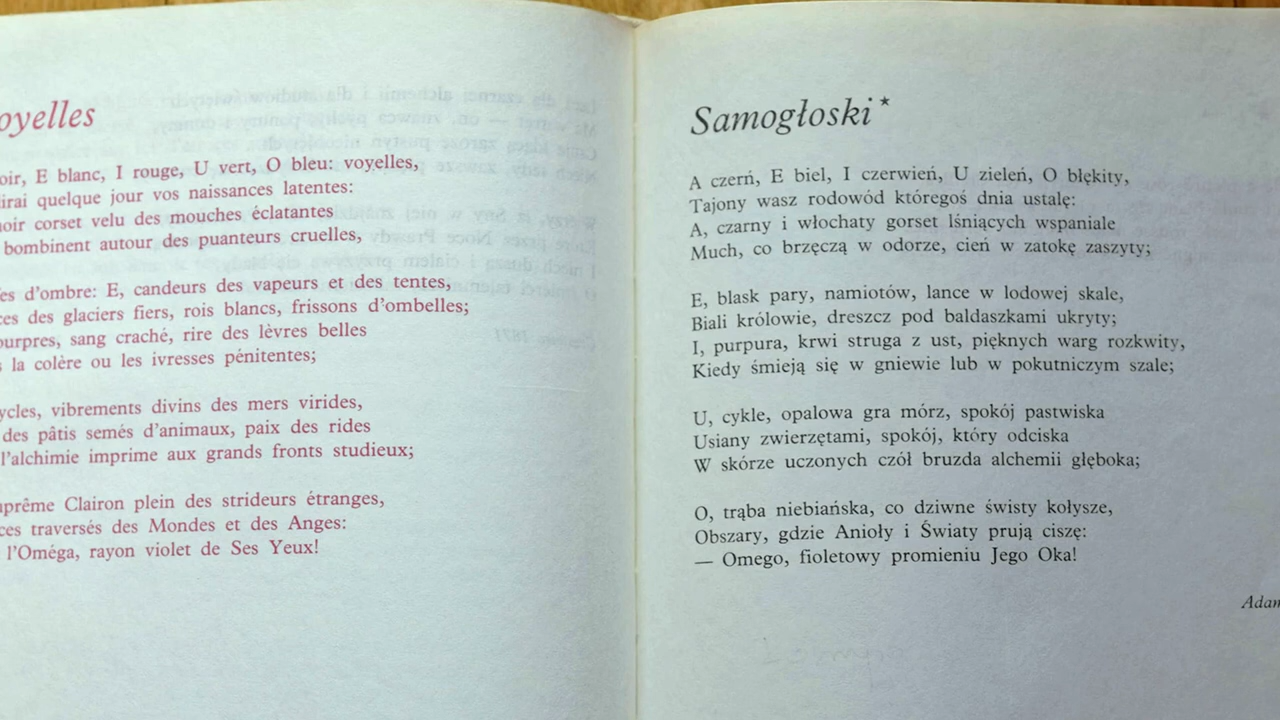 oyelles
oir, E blanc, I rouge, U vert, O bleu: voyelles,
irai quelque jour vos naissances latentes:
oir corset velu des mouches éclatantes
bombinent autour des puanteurs cruelles,
es d'ombre: E, candeurs des vapeurs et des tentes,
ces des glaciers fiers, rois blancs, frissons d'ombelles;
ourpres, sang craché, rire des lèvres belles
la colère ou les ivresses pénitentes;
ycles, vibrements divins des mers virides,
des pâtis semés d'animaux, paix des rides
l'alchimie imprime aux grands fronts studieux;
uprême Clairon plein des strideurs étranges,
ces traversés des Mondes et des Anges:
l'Oméga, rayon violet de Ses Yeux!
Samogłoski*
A czerń, E biel, I czerwień, U zieleń, O błękity,
Tajony wasz rodowód któregoś dnia ustalę:
A, czarny i włochaty gorset lśniących wspaniale
Much, co brzęczą w odorze, cień w zatokę zaszyty;
E, blask pary, namiotów, lance w lodowej skale,
Biali królowie, dreszcz pod baldaszkami ukryty;
I, purpura, krwi struga z ust, pięknych warg rozkwity,
Kiedy śmieją się w gniewie lub w pokutniczym szale;
U, cykle, opalowa gra mórz, spokój pastwiska
Usiany zwierzętami, spokój, który odciska
W skórze uczonych czół bruzda alchemii głęboka;
O, trąba niebiańska, co dziwne świsty kołysze,
Obszary, gdzie Anioły i Światy prują ciszę:
— Omego, fioletowy promieniu Jego Oka!
Adam